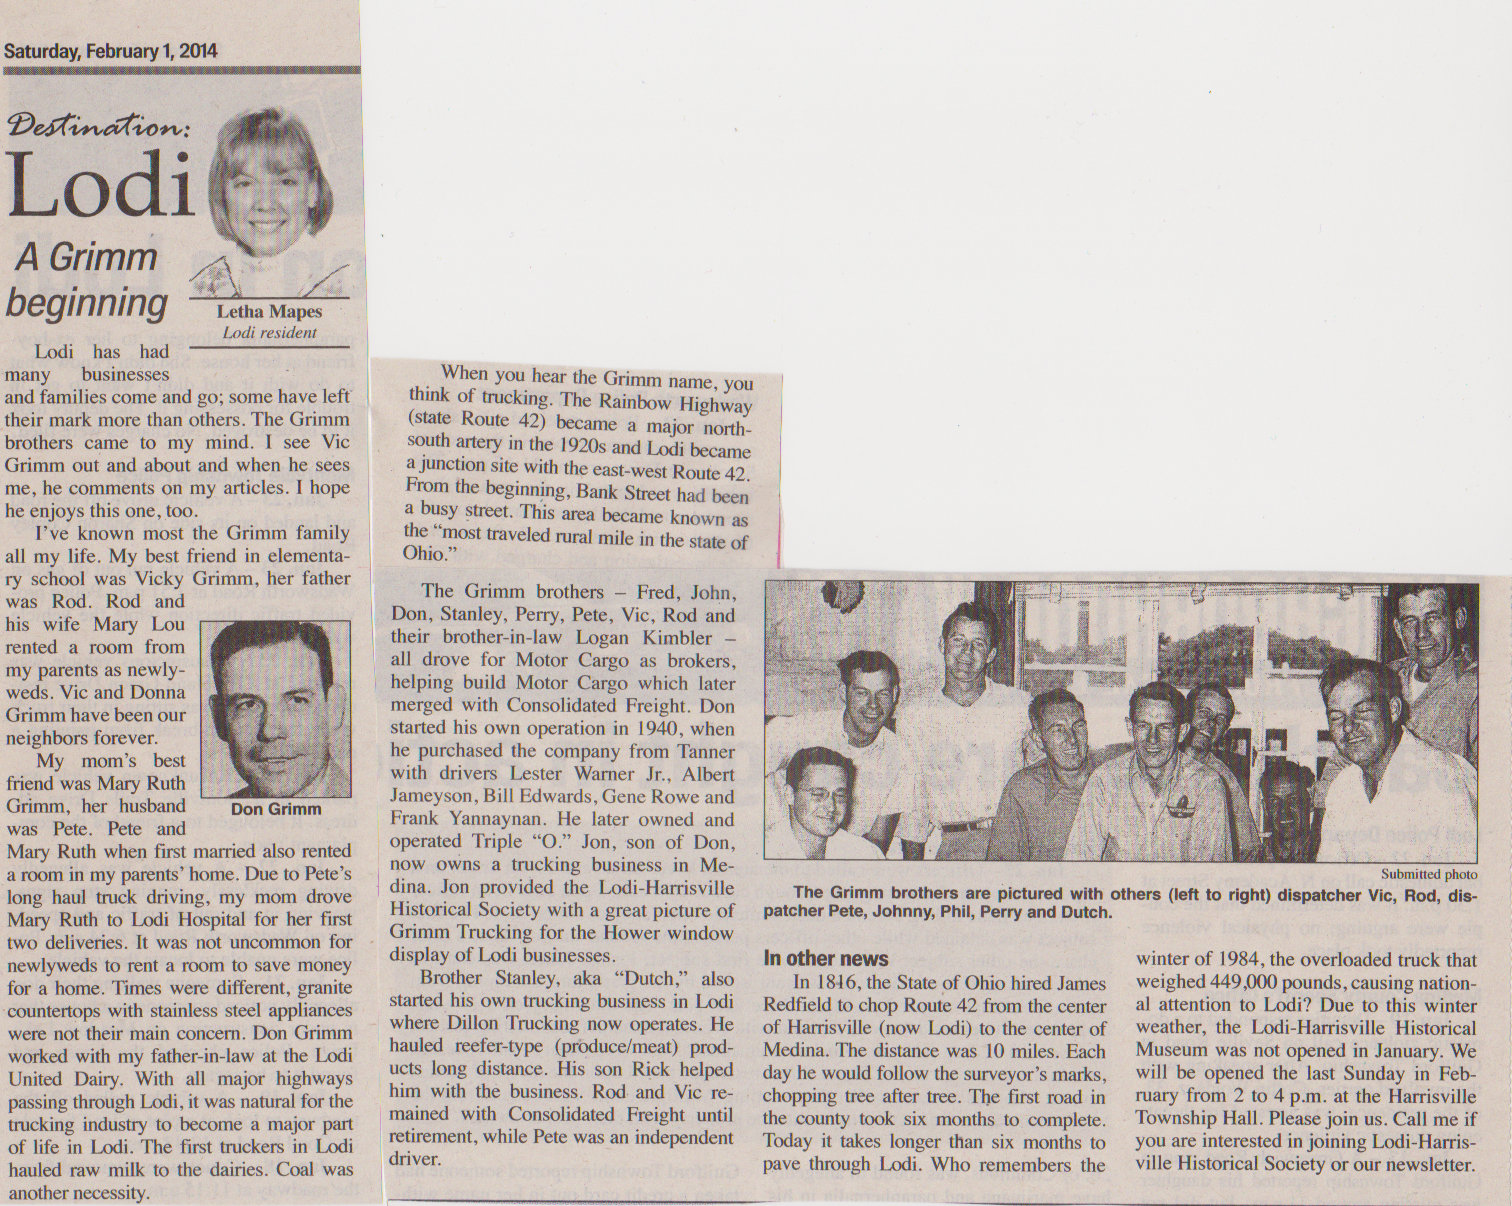 Saturday, February 1, 2014
Destination:
Lodi
A Grimm
beginning
Letha Mapes
Lodi resident
Lodi has had
many businesses
and families come and go; some have left
their mark more than others. The Grimm
brothers came to my mind. I see Vic
Grimm out and about and when he sees
me, he comments on my articles. I hope
he enjoys this one, too.
I've known most the Grimm family
all my life. My best friend in elementa-
ry school was Vicky Grimm, her father
was Rod. Rod and
his wife Mary Lou
rented a room from
my parents as newly-
weds. Vic and Donna
Grimm have been our
neighbors forever.
My mom's best
friend was Mary Ruth
Grimm, her husband
was Pete. Pete and
Don Grimm
Mary Ruth when first married also rented
a room in my parents' home. Due to Pete's
long haul truck driving, my mom drove
Mary Ruth to Lodi Hospital for her first
two deliveries. It was not uncommon for
newlyweds to rent a room to save money
for a home. Times were different, granite
countertops with stainless steel appliances
were not their main concern. Don Grimm
worked with my father-in-law at the Lodi
United Dairy. With all major highways
passing through Lodi, it was natural for the
trucking industry to become a major part
of life in Lodi. The first truckers in Lodi
hauled raw milk to the dairies. Coal was
another necessity.
When you hear the Grimm name, you
think of trucking. The Rainbow Highway
(state Route 42) became a major north-
south artery in the 1920s and Lodi became
a junction site with the east-west Route 42.
From the beginning, Bank Street had been
a busy street. This area became known as
the "most traveled rural mile in the state of
Ohio."
The Grimm brothers – Fred, John,
Don, Stanley, Perry, Pete, Vic, Rod and
their brother-in-law Logan Kimbler –
all drove for Motor Cargo as brokers,
helping build Motor Cargo which later
merged with Consolidated Freight. Don
started his own operation in 1940, when
he purchased the company from Tanner
with drivers Lester Warner Jr., Albert
Jameyson, Bill Edwards, Gene Rowe and
Frank Yannaynan. He later owned and
operated Triple "O." Jon, son of Don,
now owns a trucking business in Me-
dina. Jon provided the Lodi-Harrisville
Historical Society with a great picture of
Grimm Trucking for the Hower window
display of Lodi businesses.
Brother Stanley, aka "Dutch," also
started his own trucking business in Lodi
where Dillon Trucking now operates. He
hauled reefer-type (produce/meat) prod-
ucts long distance. His son Rick helped
him with the business. Rod and Vic re-
mained with Consolidated Freight until
retirement, while Pete was an independent
driver.
Submitted photo
The Grimm brothers are pictured with others (left to right) dispatcher Vic, Rod, dis-
patcher Pete, Johnny, Phil, Perry and Dutch.
In other news
In 1846, the State of Ohio hired James
Redfield to chop Route 42 from the center
of Harrisville (now Lodi) to the center of
Medina. The distance was 10 miles. Each
day he would follow the surveyor's marks,
chopping tree after tree. The first road in
the county took six months to complete.
Today it takes longer than six months to
pave through Lodi. Who remembers the
winter of 1984, the overloaded truck that
weighed 449,000 pounds, causing nation-
al attention to Lodi? Due to this winter
weather, the Lodi-Harrisville Historical
Museum was not opened in January. We
will be opened the last Sunday in Feb-
ruary from 2 to 4 p.m. at the Harrisville
Township Hall. Please join us. Call me if
you are interested in joining Lodi-Harris-
ville Historical Society or our newsletter.